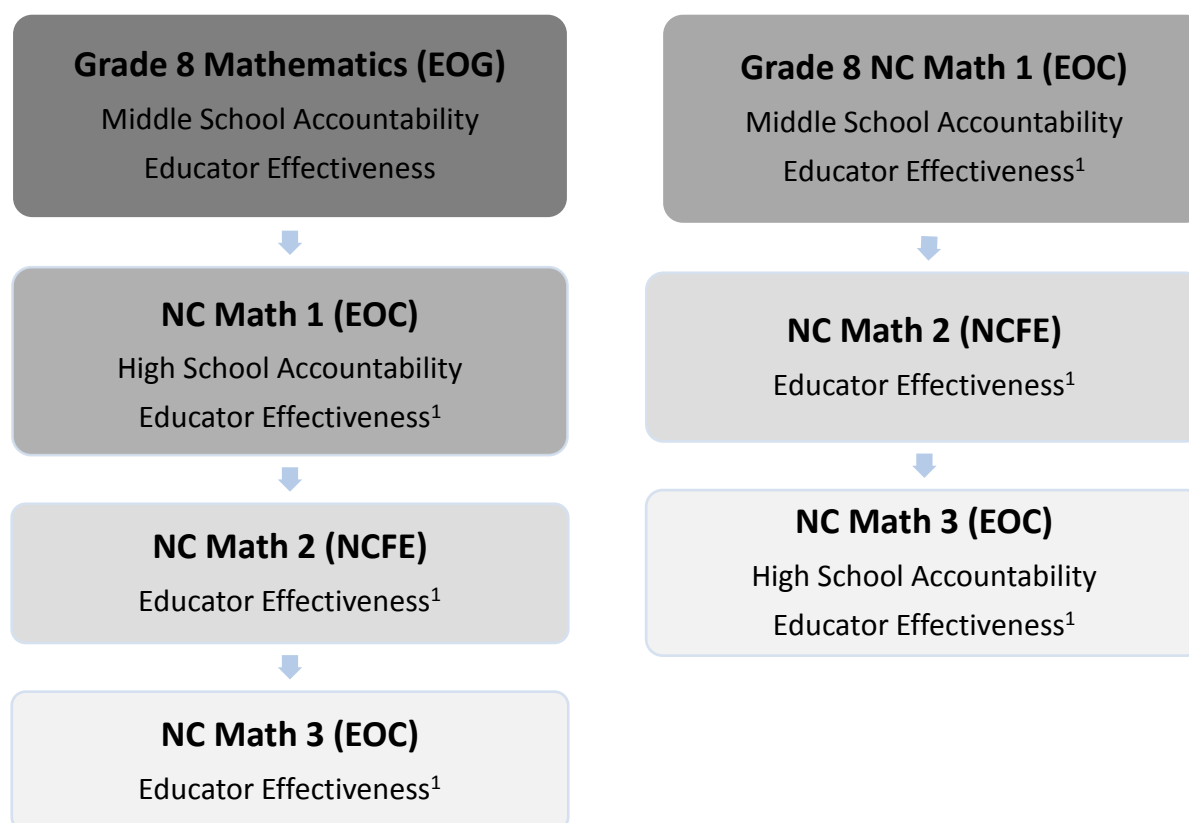 Grade 8 Mathematics (EOG)
Middle School Accountability
Educator Effectiveness
NC Math 1 (EOC)
High School Accountability
Educator Effectiveness¹
NC Math 2 (NCFE)
Educator Effectiveness¹
NC Math 3 (EOC)
Educator Effectiveness¹
Grade 8 NC Math 1 (EOC)
Middle School Accountability
Educator Effectiveness¹
NC Math 2 (NCFE)
Educator Effectiveness¹
NC Math 3 (EOC)
High School Accountability
Educator Effectiveness¹